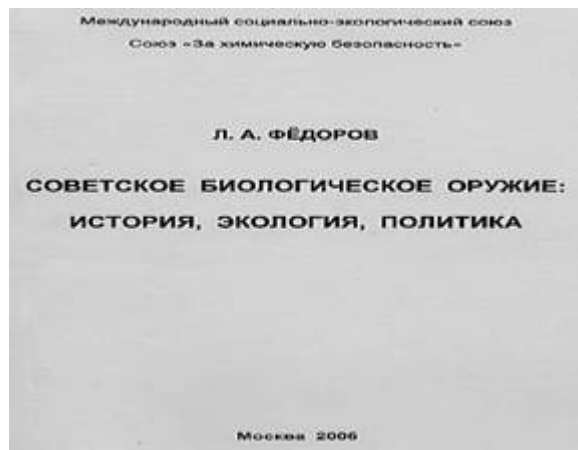 Международный социально-экологический союз
Союз «За химическую безопасность»
Л. А. ФЁДОРОВ
СОВЕТСКОЕ БИОЛОГИЧЕСКОЕ ОРУЖИЕ:
ИСТОРИЯ, ЭКОЛОГИЯ, ПОЛИТИКА
Москва 2006